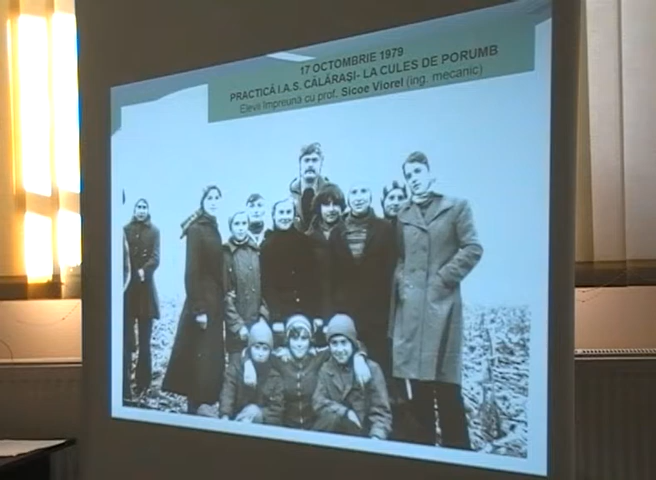 17 OCTOMBRIE 1979
PRACTICĂ I.A.S. CĂLĂRAȘI- LA CULES DE PORUMB
Elevii împreună cu prof. Sicoe Viorel (ing. mecanic)